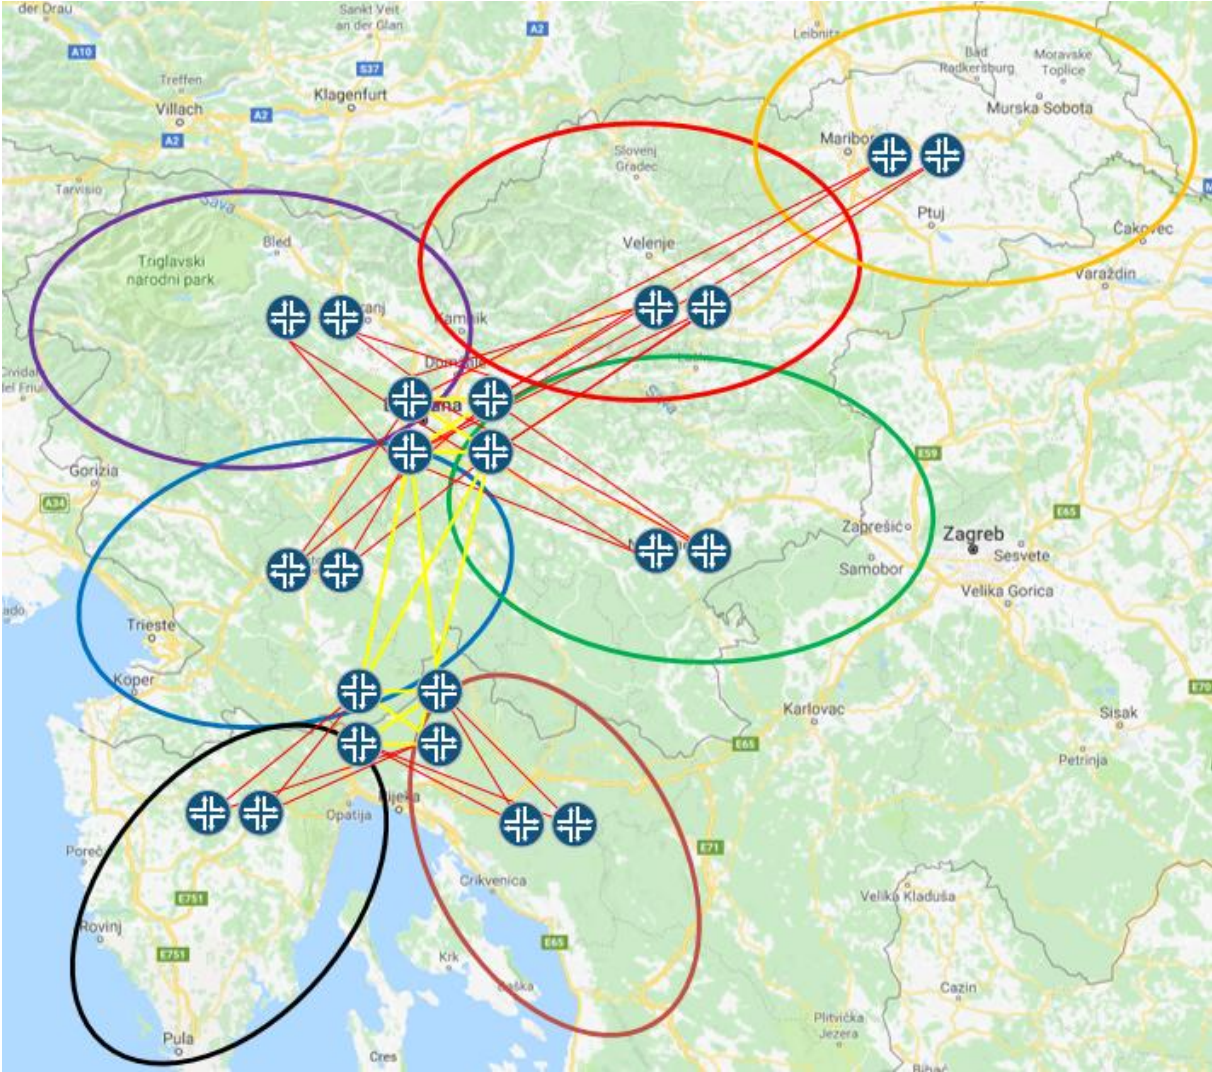 der Drau
Sankt Veit
an der Glan
A2
Leibnitz
A10
S37
Bad
Radkersburg
Moravske
Toplice
Treffen
Klagenfurt
Villach
A2
Murska Sobota
A2
Maribor
Slovenj
Gradec
Tarvisio
Sava
Ptuj
Bled
Velenje
Čakovec
Triglavski
narodni park
Varaždin
Kamnik
E59
Gorizia
A34
E65
Zaprešić
Zagreb
Sesvete
Samobor
Velika Gorica
Trieste
Koper
E70
Karlovac
Sisak
E65
Petrinja
Opatija
Rijeka
E71
Poreč
Crikvenica
E751
Velika Kladuša
Rovinj
E65
E751
Krk
Baška
Cazin
Plitvička
Jezera
Pula
Cres
Bihać